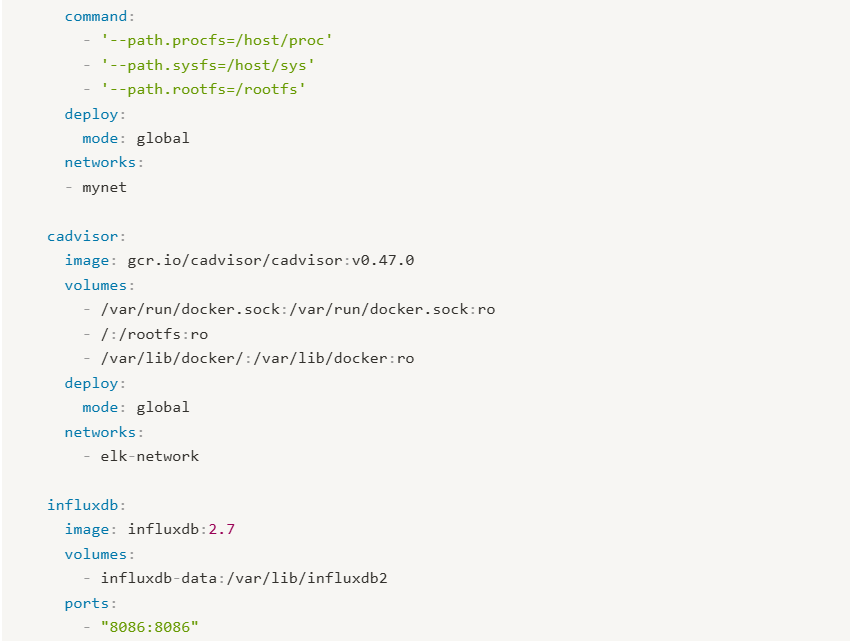 command:
- '--path.procfs=/host/proc'
- '--path.sysfs=/host/sys'
- '--path.rootfs=/rootfs'
deploy:
mode: global
networks:
- mynet
cadvisor:
image: gcr.io/cadvisor/cadvisor:v0.47.0
volumes:
- /var/run/docker.sock:/var/run/docker.sock:ro
- /:/rootfs:ro
- /var/lib/docker/:/var/lib/docker:ro
deploy:
mode: global
networks:
- elk-network
influxdb:
image: influxdb:2.7
volumes:
- influxdb-data:/var/lib/influxdb2
ports:
- "8086:8086"